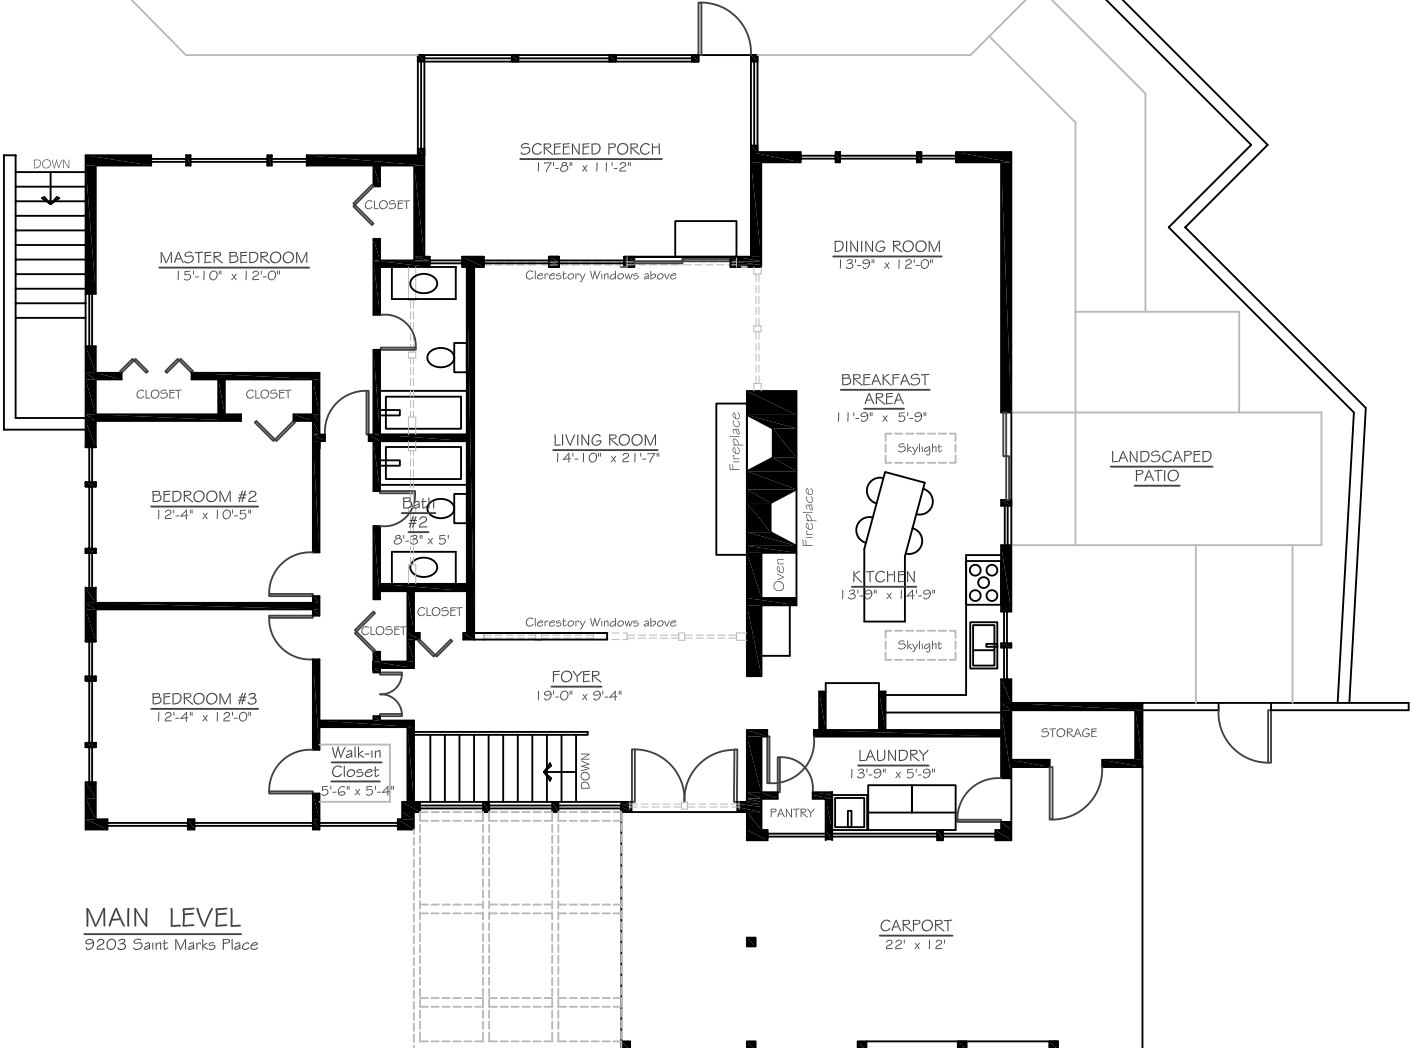 DOWN
SCREENED PORCH
17'-8" x 11'-2"
CLOSET
MASTER BEDROOM
15'-10" x 12'-0"
DINING ROOM
13'-9" x 12'-0"
Clerestory Windows above
CLOSET
CLOSET
BREAKFAST
AREA
11'-9" x 5'-9"
Fireplace
LIVING ROOM
14'-10" x 21'-7"
Skylight
LANDSCAPED
PATIO
BEDROOM #2
12'-4" x 10'-5"
Bath
#2
8'-3" x 5'
Fireplace
Oven
KITCHEN
13'-9" x 14'-9"
CLOSET
CLOSET
Clerestory Windows above
Skylight
FOYER
19'-0" x 9'-4"
BEDROOM #3
12'-4" x 12'-0"
Walk-in
Closet
5'-6" x 5'-4"
DOWN
LAUNDRY
13'-9" x 5'-9"
STORAGE
PANTRY
MAIN LEVEL
9203 Saint Marks Place
CARPORT
22' x 12'